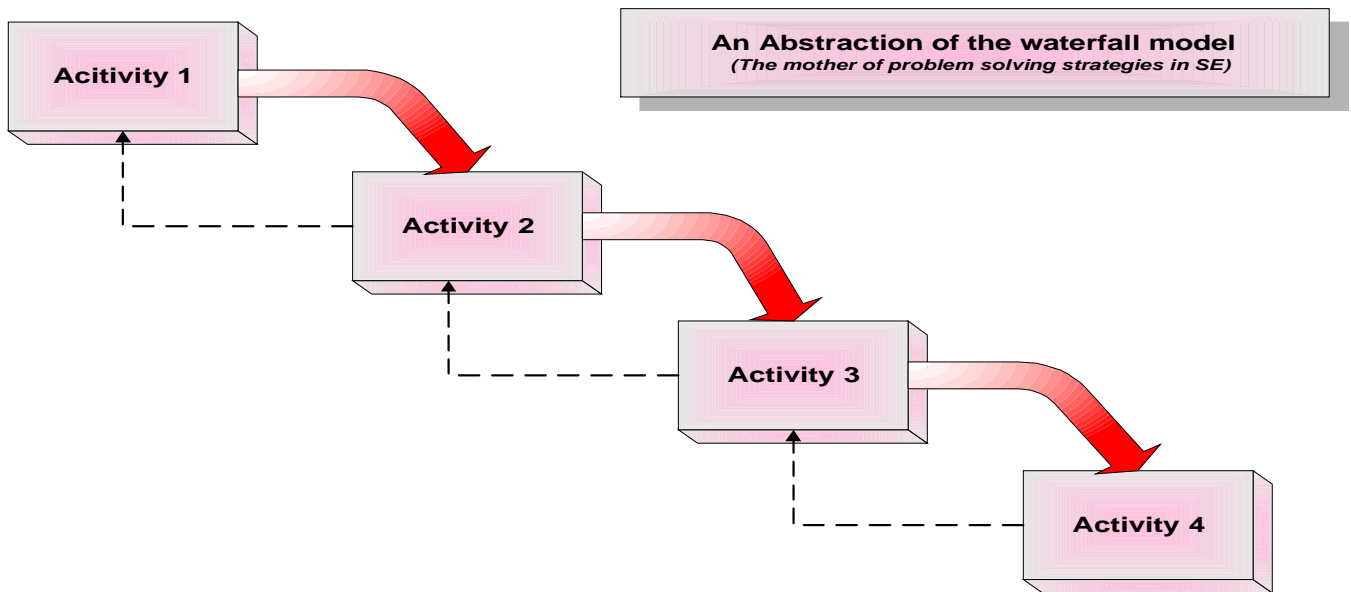 An Abstraction of the waterfall model
(The mother of problem solving strategies in SE)
Acitivity 1
Activity 2
Activity 3
Activity 4